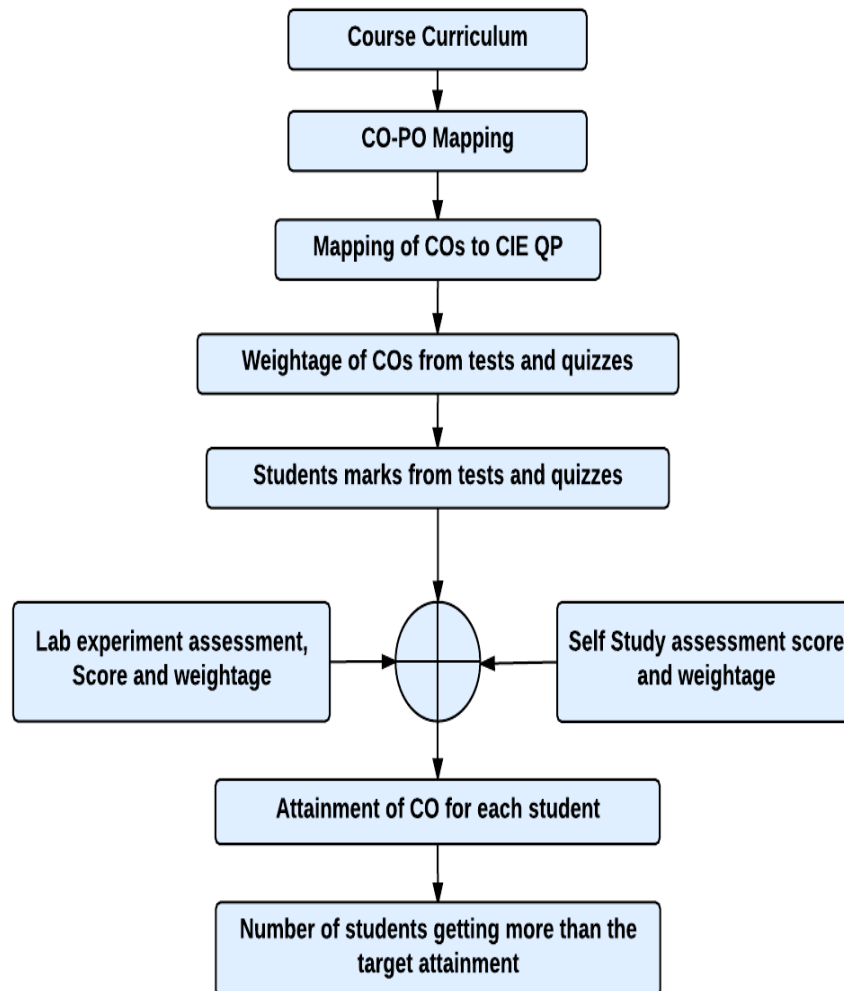 Course Curriculum
CO-PO Mapping
Mapping of COs to CIE QP
Weightage of COs from tests and quizzes
Students marks from tests and quizzes
Lab experiment assessment,
Score and weightage
Self Study assessment score
and weightage
Attainment of CO for each student
Number of students getting more than the
target attainment